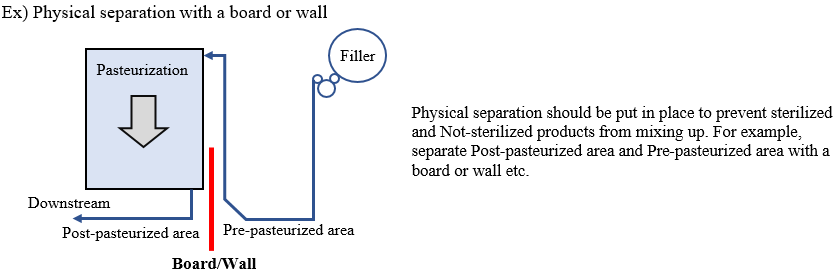 Ex) Physical separation with a board or wall
Filler
Pasteurization
Physical separation should be put in place to prevent sterilized
and Not-sterilized products from mixing up. For example,
separate Post-pasteurized area and Pre-pasteurized area with a
board or wall etc.
Downstream
Post-pasteurized area
Pre-pasteurized area
Board/Wall